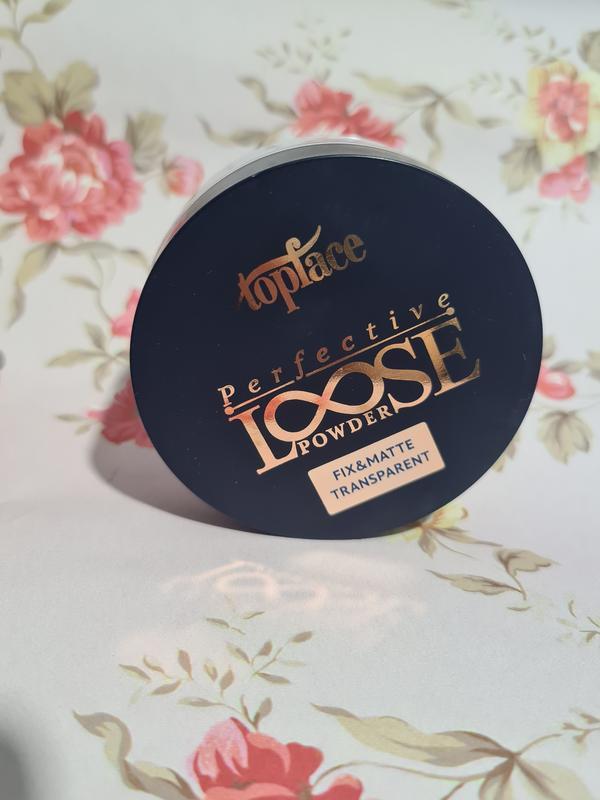 topface
Perfective
LOOSE
POWDER
FIX&MATTE
TRANSPARENT